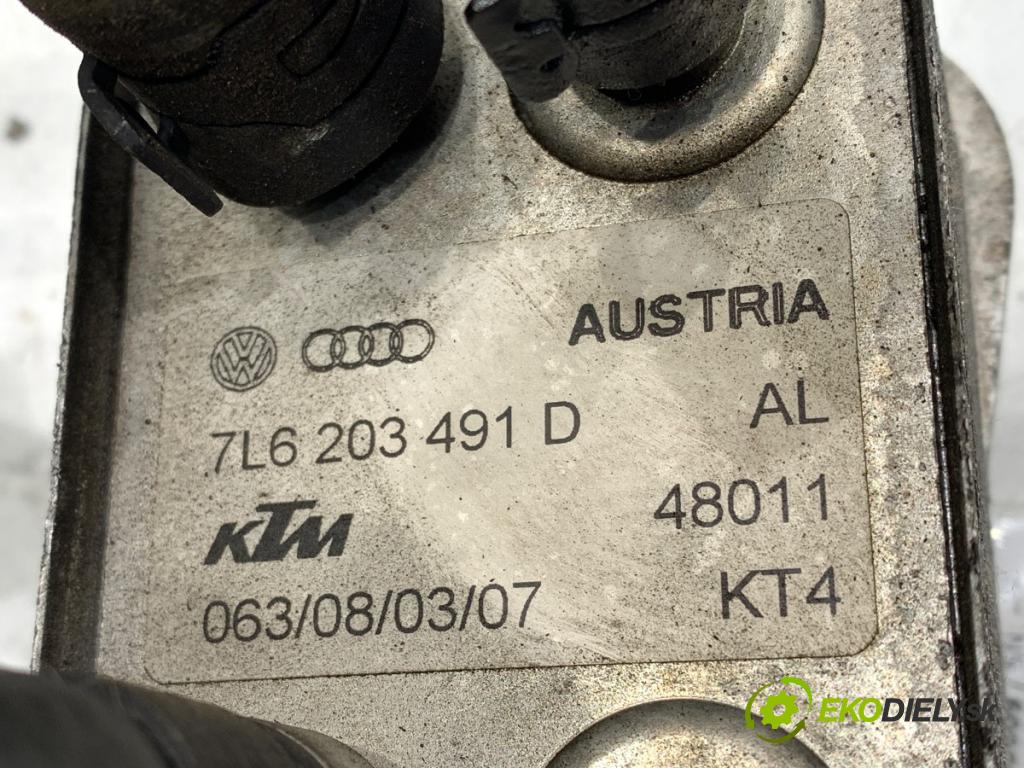 AUSTRIA
7L6 203 491 D AL
KTM 48011
063/08/03/07 KT4
EKODIELY.SK